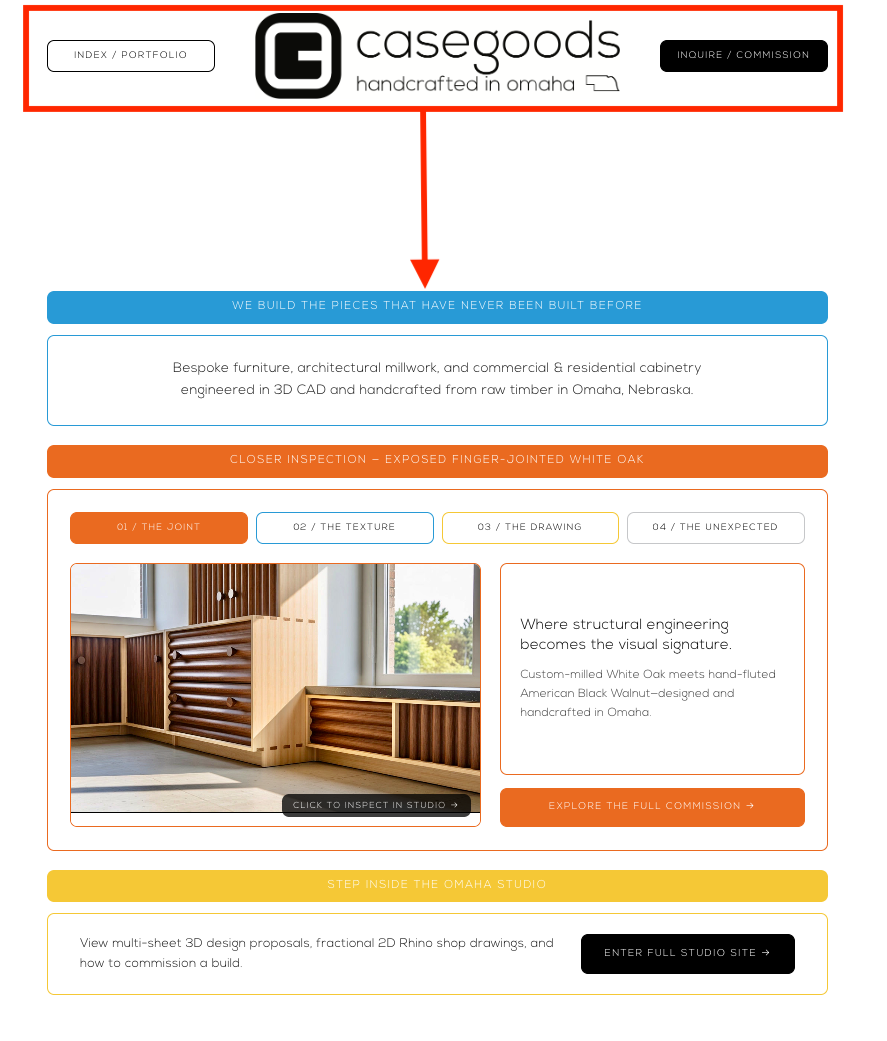 INDEX / PORTFOLIO
casegoods
handcrafted in omaha
INQUIRE / COMMISSION
WE BUILD THE PIECES THAT HAVE NEVER BEEN BUILT BEFORE
Bespoke furniture, architectural millwork, and commercial & residential cabinetry
engineered in 3D CAD and handcrafted from raw timber in Omaha, Nebraska.
CLOSER INSPECTION – EXPOSED FINGER-JOINTED WHITE OAK
01 / THE JOINT
02 / THE TEXTURE
03 / THE DRAWING
04 / THE UNEXPECTED
Where structural engineering
becomes the visual signature.
Custom-milled White Oak meets hand-fluted
American Black Walnut—designed and
handcrafted in Omaha.
CLICK TO INSPECT IN STUDIO →
EXPLORE THE FULL COMMISSION →
STEP INSIDE THE OMAHA STUDIO
View multi-sheet 3D design proposals, fractional 2D Rhino shop drawings, and
how to commission a build.
ENTER FULL STUDIO SITE →